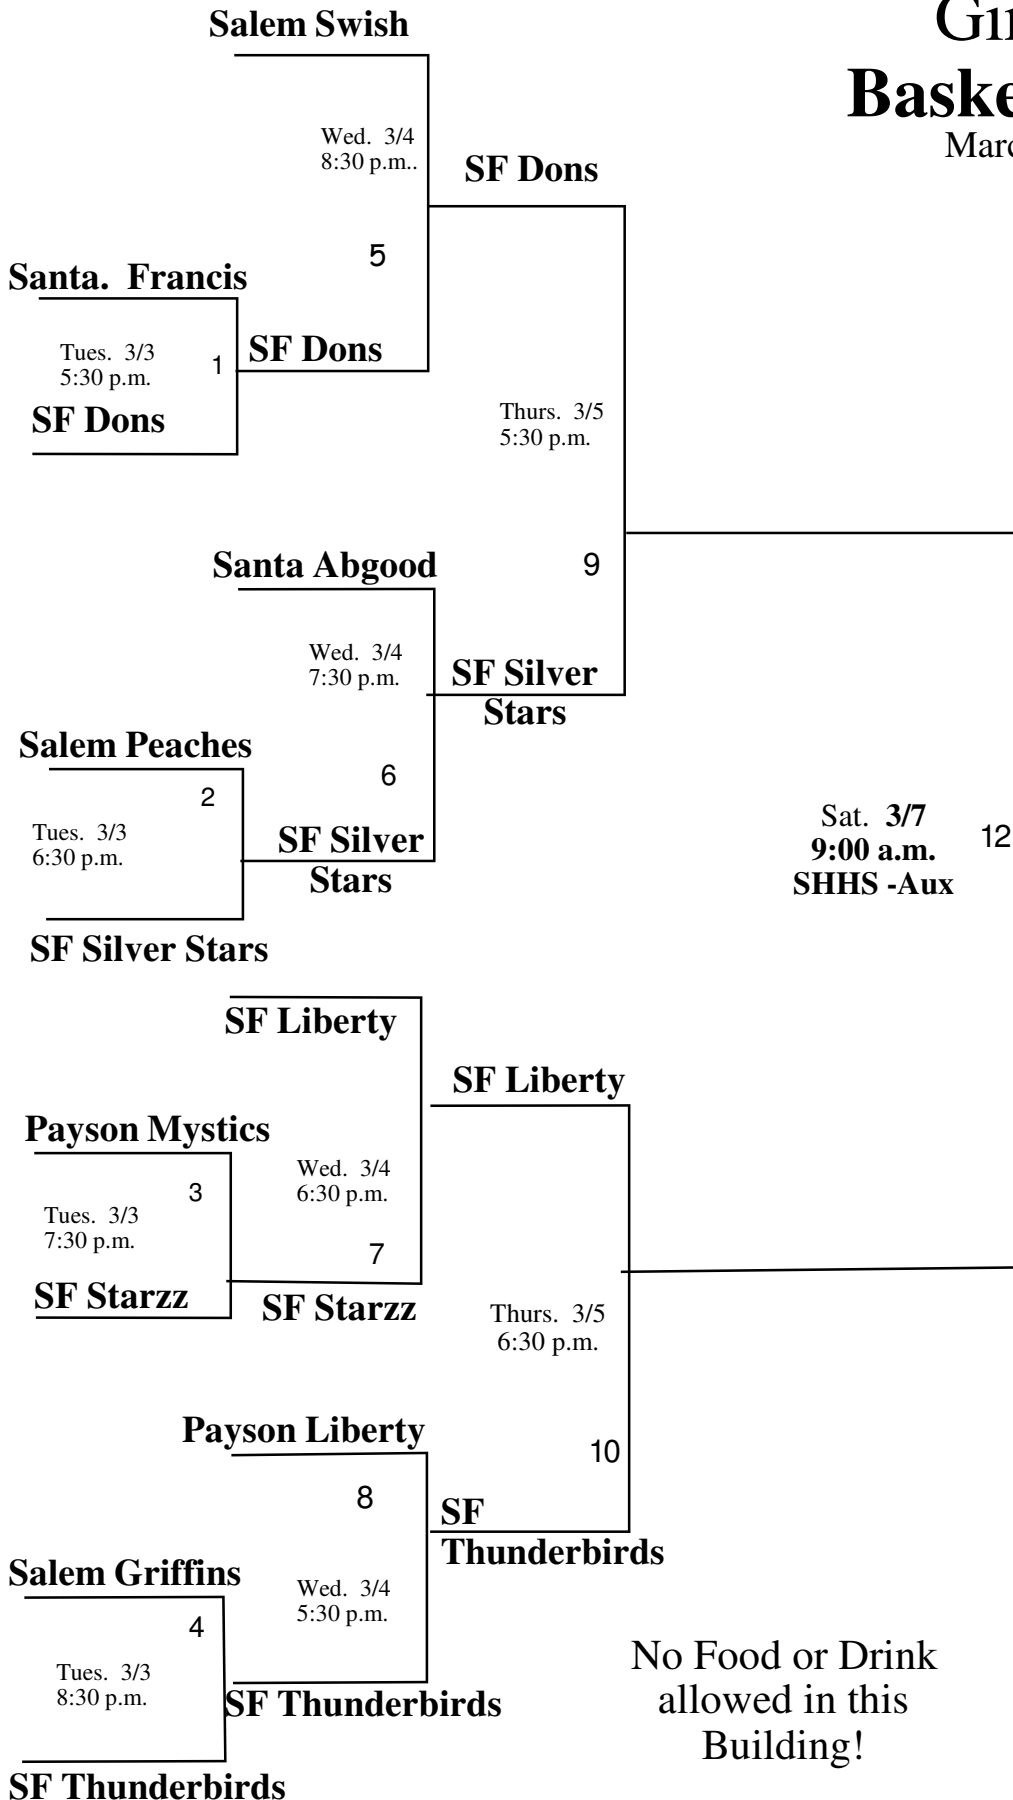 Salem Swish
Wed. 3/4
8:30 p.m..
SF Dons
5
Santa. Francis
Tues. 3/3
5:30 p.m.
1
SF Dons
SF Dons
Thurs. 3/5
5:30 p.m.
9
Santa Abgood
Wed. 3/4
7:30 p.m.
SF Silver
Stars
6
Salem Peaches
2
Tues. 3/3
6:30 p.m.
SF Silver
Stars
SF Silver Stars
Sat. 3/7
9:00 a.m.
SHHS -Aux
12
SF Liberty
SF Liberty
Payson Mystics
3
Tues. 3/3
7:30 p.m.
Wed. 3/4
6:30 p.m.
7
SF Starzz
SF Starzz
Thurs. 3/5
6:30 p.m.
10
Payson Liberty
8
SF
Thunderbirds
Wed. 3/4
5:30 p.m.
Salem Griffins
4
Tues. 3/3
8:30 p.m.
SF Thunderbirds
SF Thunderbirds
No Food or Drink
allowed in this
Building!
Baske
Marc